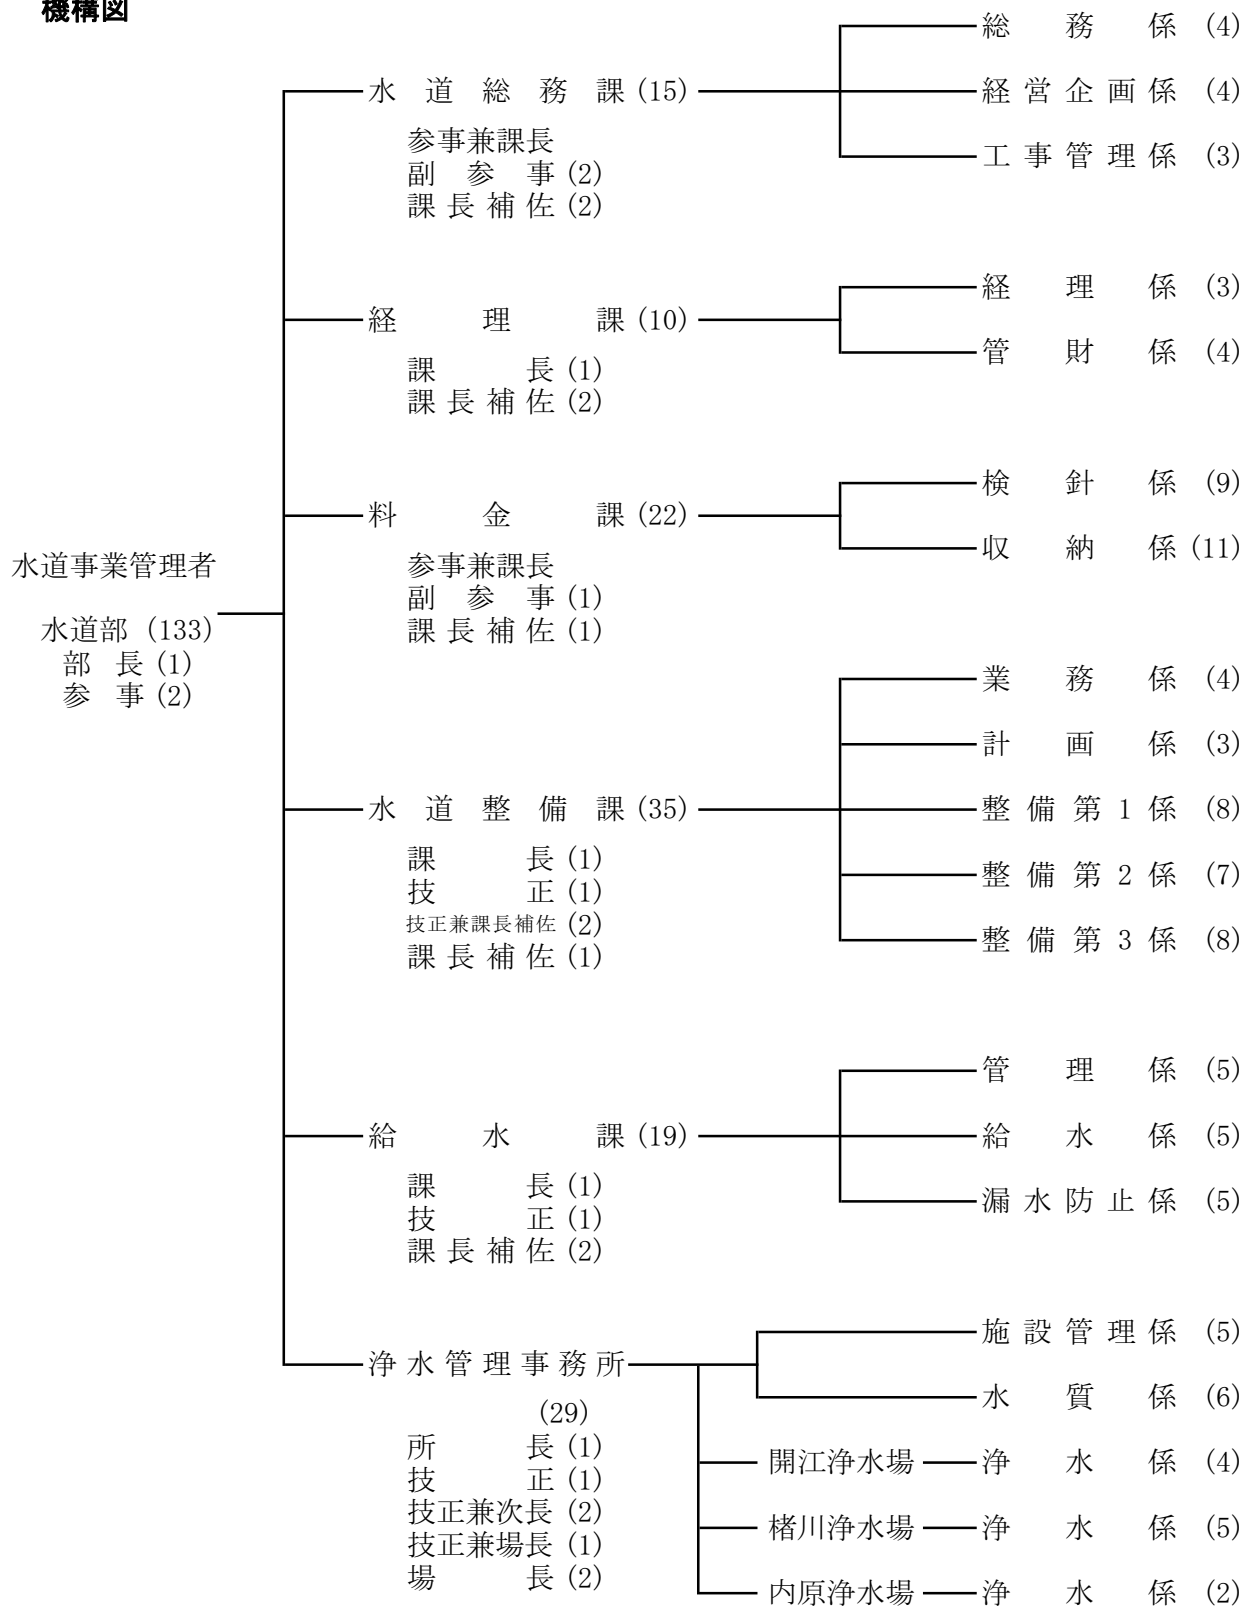 機構図
水道事業管理者
水道部 (133)
部長 (1)
参事 (2)
水道総務課 (15)
参事兼課長
副参事 (2)
課長補佐 (2)
総務係 (4)
経営企画係 (4)
工事管理係 (3)
経理課 (10)
課長 (1)
課長補佐 (2)
経理係 (3)
管財係 (4)
料金課 (22)
参事兼課長
副参事 (1)
課長補佐 (1)
検針係 (9)
収納係 (11)
水道整備課 (35)
課長 (1)
技正 (1)
技正兼課長補佐 (2)
課長補佐 (1)
業務係 (4)
計画係 (3)
整備第1係 (8)
整備第2係 (7)
整備第3係 (8)
給水課 (19)
課長 (1)
技正 (1)
課長補佐 (2)
管理係 (5)
給水係 (5)
漏水防止係 (5)
浄水管理事務所
(29)
所長 (1)
技正 (1)
技正兼次長 (2)
技正兼場長 (1)
場長 (2)
施設管理係 (5)
水質係 (6)
開江浄水場 浄水係 (4)
楮川浄水場 浄水係 (5)
内原浄水場 浄水係 (2)